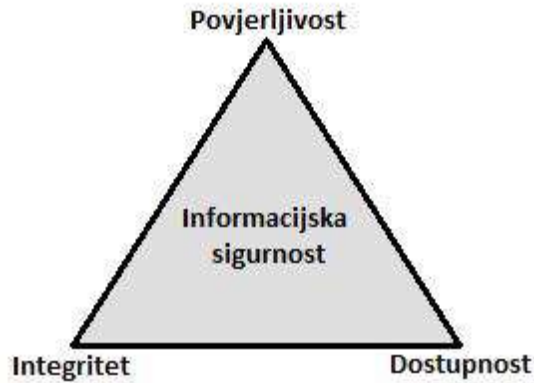 Povjerljivost
Informacijska
sigurnost
Integritet
Dostupnost